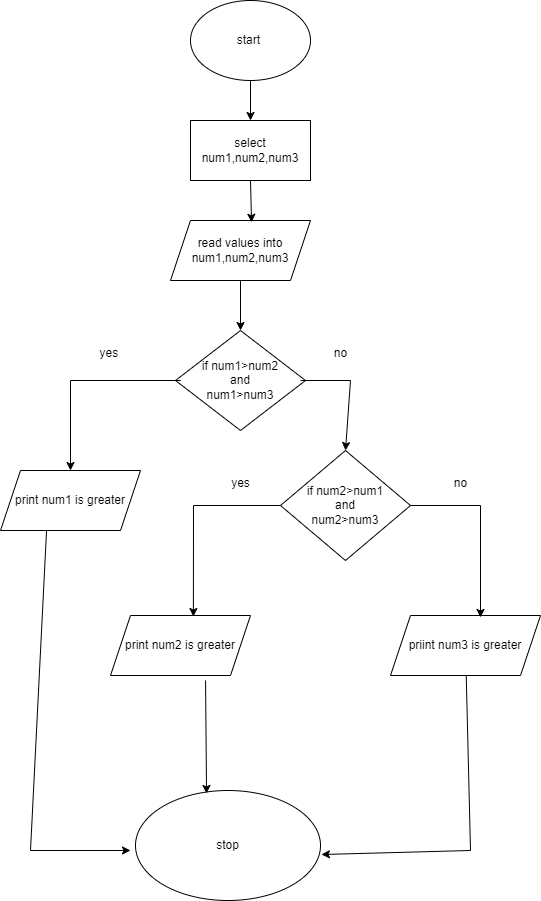 start
select
num1,num2,num3
read values into
num1,num2,num3
yes
no
if num1>num2
and
num1>num3
print num1 is greater
yes
no
if num2>num1
and
num2>num3
print num2 is greater
priint num3 is greater
stop